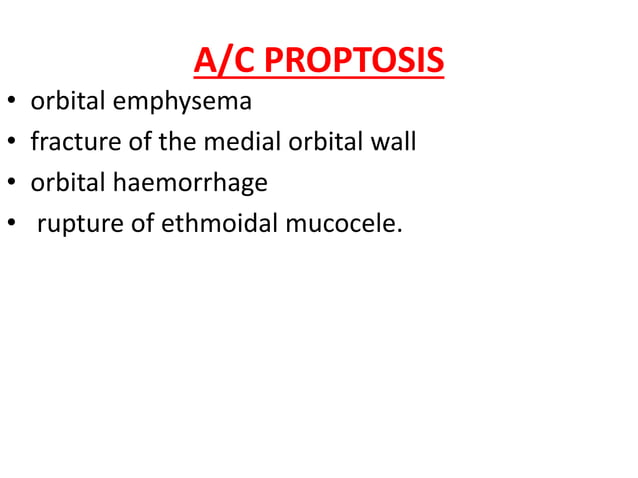 A/C PROPTOSIS
• orbital emphysema
• fracture of the medial orbital wall
• orbital haemorrhage
• rupture of ethmoidal mucocele.